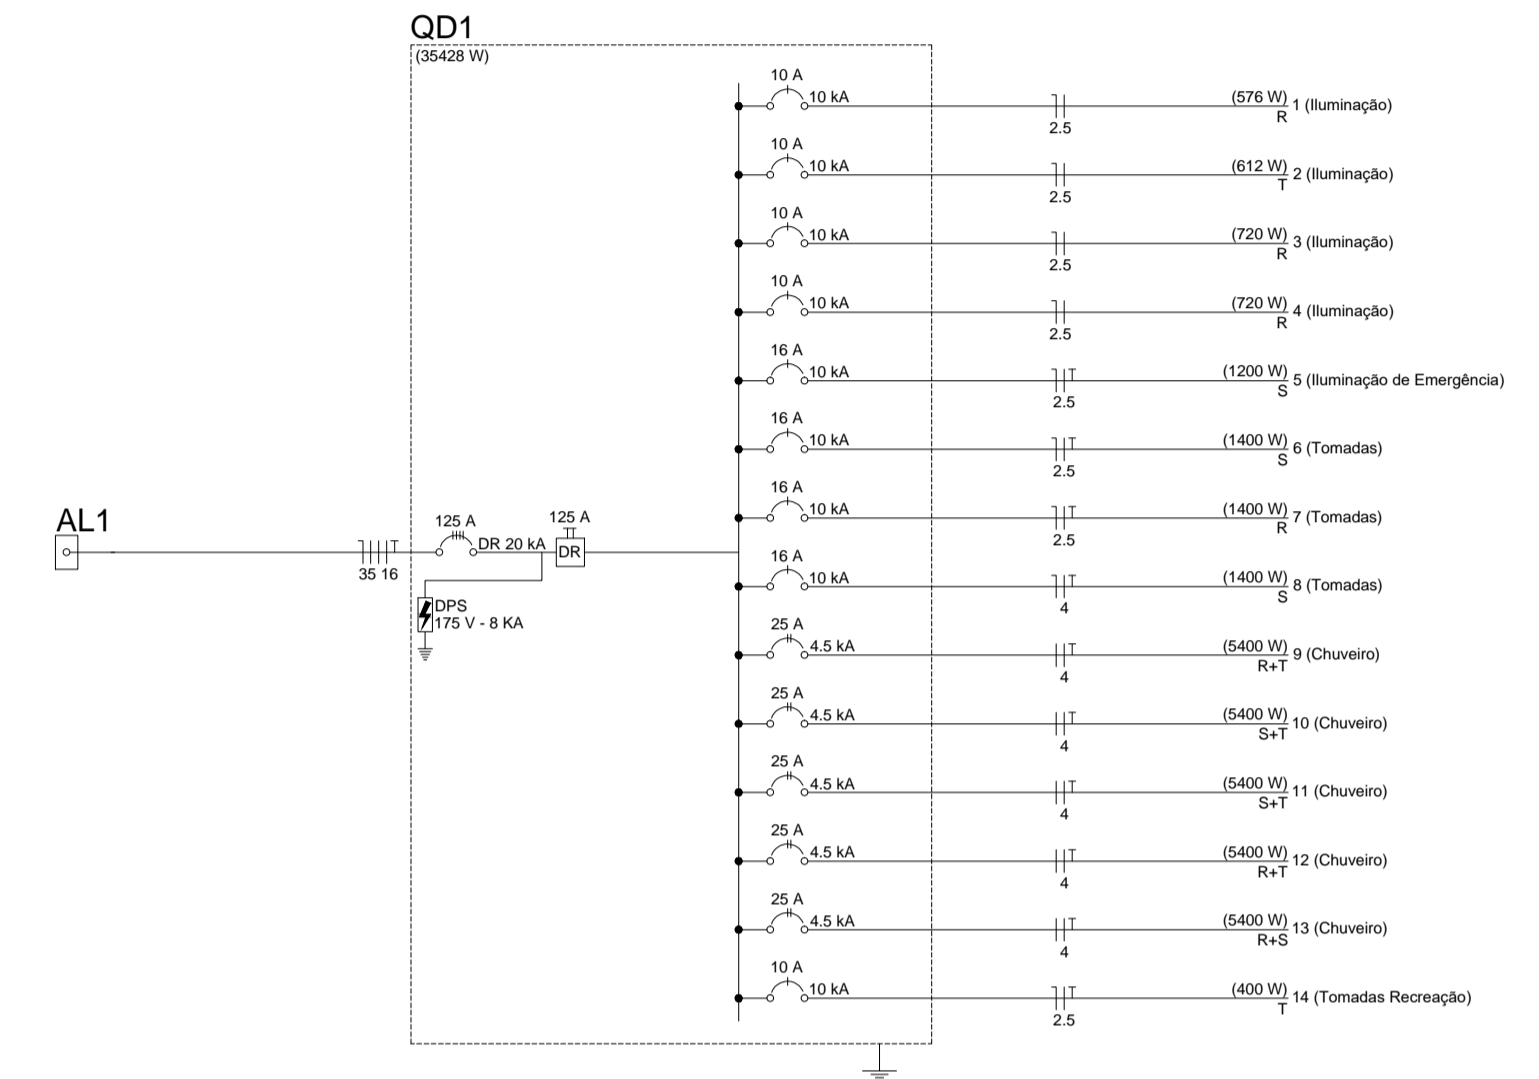 QD1
(35428 W)
10 A
10 kA
2.5
(576 W)
R
1 (Iluminação)
10 A
10 kA
2.5
(612 W)
T
2 (Iluminação)
10 A
10 kA
2.5
(720 W)
R
3 (Iluminação)
10 A
10 kA
2.5
(720 W)
R
4 (Iluminação)
16 A
10 kA
T
2.5
(1200 W)
S
5 (Iluminação de Emergência)
16 A
10 kA
T
2.5
(1400 W)
S
6 (Tomadas)
16 A
10 kA
T
2.5
(1400 W)
R
7 (Tomadas)
AL1
35 16
125 A
DR 20 kA
125 A
DR
DPS
175 V - 8 KA
16 A
10 kA
T
4
(1400 W)
S
8 (Tomadas)
25 A
4.5 kA
T
4
(5400 W)
R+T
9 (Chuveiro)
25 A
4.5 kA
T
4
(5400 W)
S+T
10 (Chuveiro)
25 A
4.5 kA
T
4
(5400 W)
S+T
11 (Chuveiro)
25 A
4.5 kA
T
4
(5400 W)
R+T
12 (Chuveiro)
25 A
4.5 kA
T
4
(5400 W)
R+S
13 (Chuveiro)
10 A
10 kA
T
2.5
(400 W)
T
14 (Tomadas Recreação)